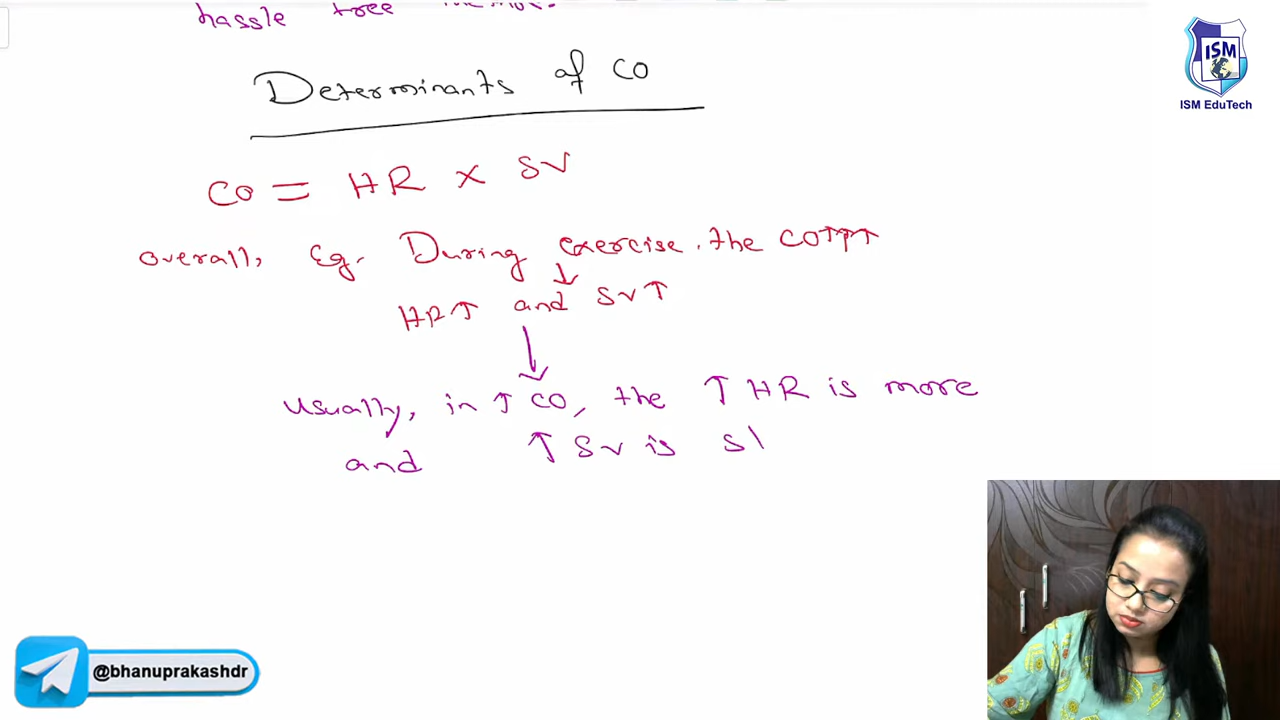 hassle free
ISM
ISM EduTech
Determinants of CO
CO = HR × SV
overall, Eg. During exercise, the CO↑↑↑
↓
HR↑ and SV↑
↓
usually, in ↑ CO, the ↑ HR is more
and ↑ SV is sl
@bhanuprakashdr